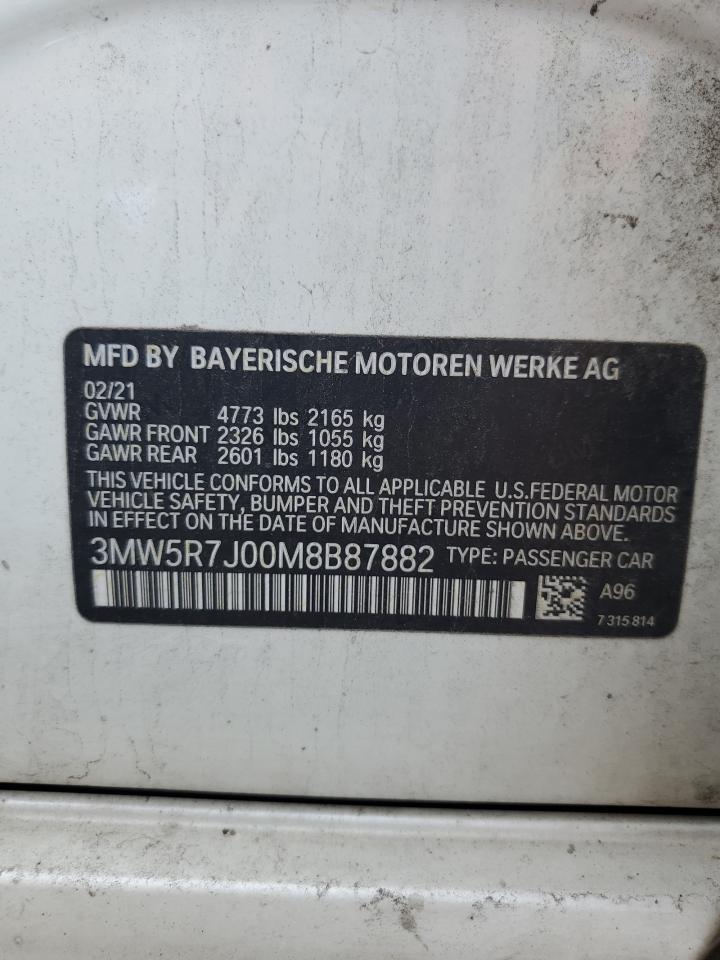 MFD BY BAYERISCHE MOTOREN WERKE AG
02/21
GVWR 4773 lbs 2165 kg
GAWR FRONT 2326 lbs 1055 kg
GAWR REAR 2601 lbs 1180 kg
THIS VEHICLE CONFORMS TO ALL APPLICABLE U.S.FEDERAL MOTOR
VEHICLE SAFETY, BUMPER AND THEFT PREVENTION STANDARDS
IN EFFECT ON THE DATE OF MANUFACTURE SHOWN ABOVE.
3MW5R7J00M8B87882 TYPE: PASSENGER CAR
A96
7 315 814